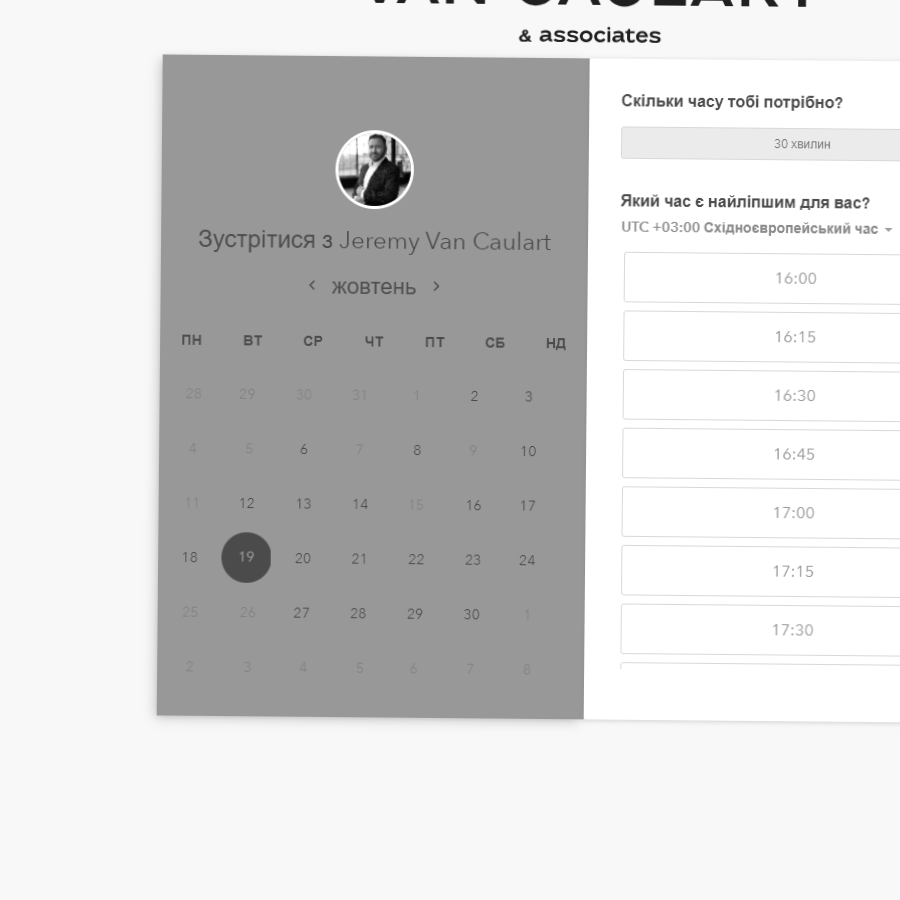 VAN CAULART
& associates
Зустрітися з Jeremy Van Caulart
‹ жовтень ›
ПН ВТ СР ЧТ ПТ СБ НД
28 29 30 31 1 2 3
4 5 6 7 8 9 10
11 12 13 14 15 16 17
18 19 20 21 22 23 24
25 26 27 28 29 30 1
2 3 4 5 6 7 8
Скільки часу тобі потрібно?
30 хвилин
Який час є найліпшим для вас?
UTC +03:00 Східноєвропейський час
16:00
16:15
16:30
16:45
17:00
17:15
17:30